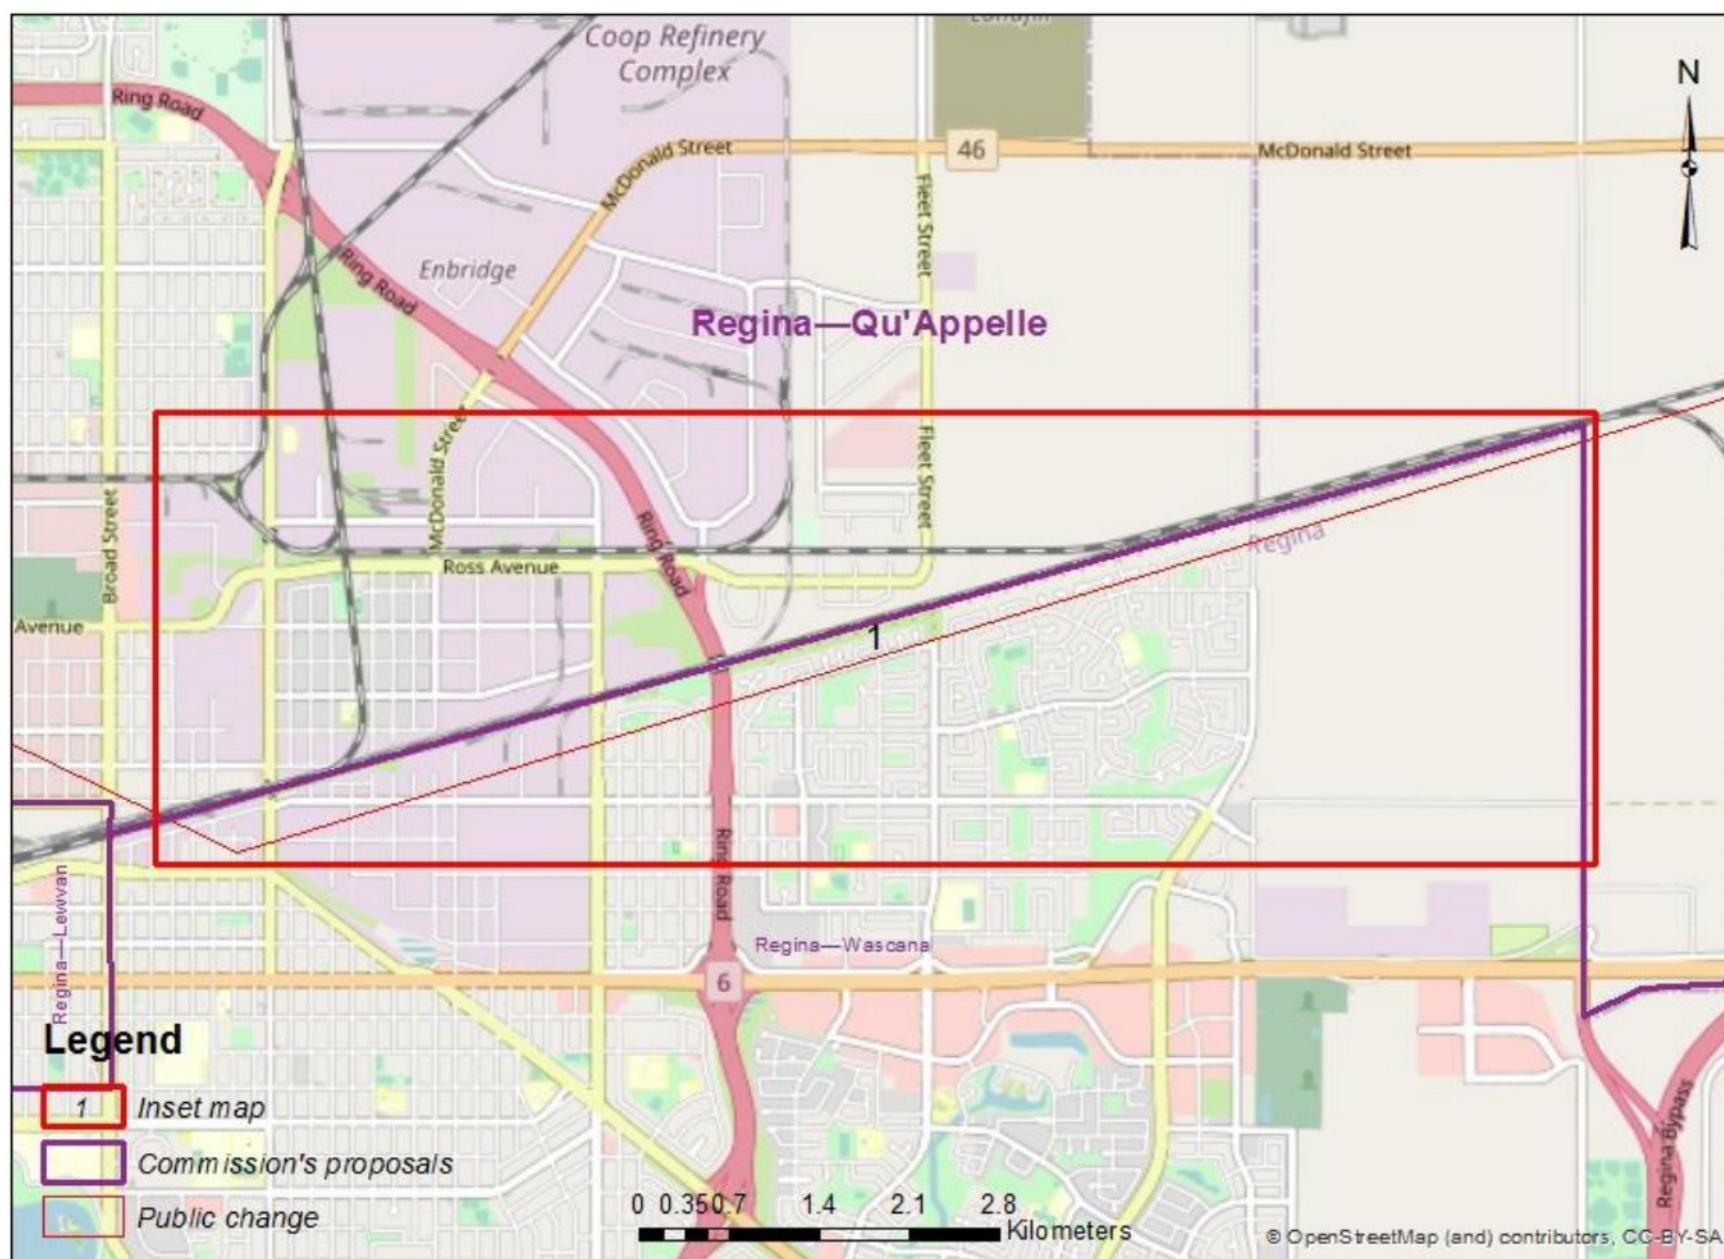 Coop Refinery
Complex
N
Ring Road
McDonald Street
46
McDonald Street
McDonald Street
Fleet Street
Ring Road
Enbridge
Regina—Qu'Appelle
McDonald Street
Fleet Street
Broad Street
Ring Road
Regina
Ross Avenue
Avenue
1
Ring Road
Regina—Lewvan
Regina—Wascana
6
Legend
1 Inset map
Commission's proposals
Public change
0 0.35 0.7 1.4 2.1 2.8
Kilometers
Regina Bypass
© OpenStreetMap (and) contributors, CC-BY-SA